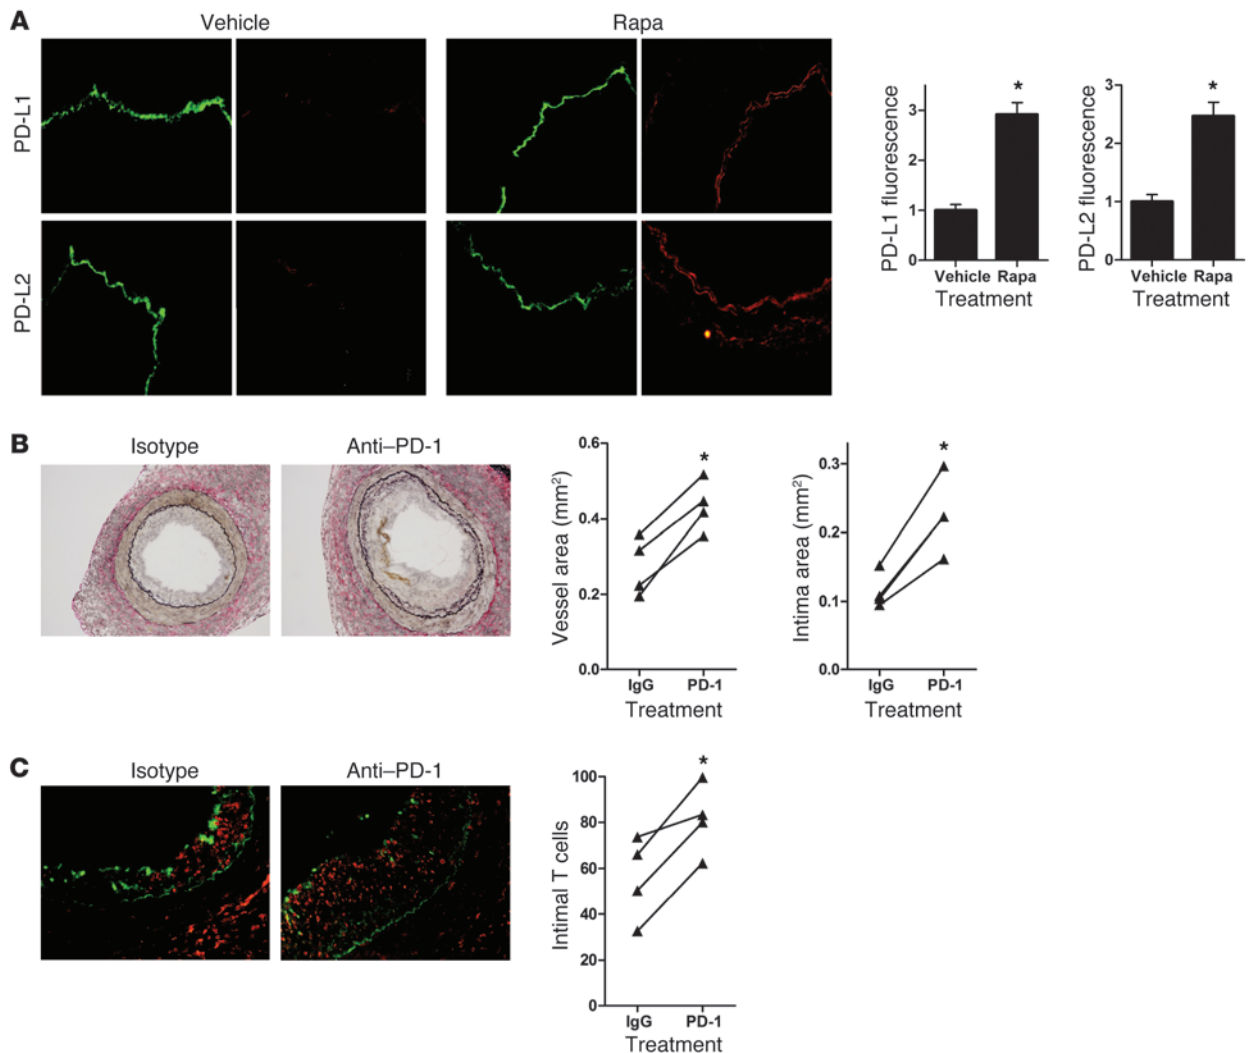 A
Vehicle
Rapa
PD-L1
PD-L2
PD-L1 fluorescence
3
2
1
0
*
Vehicle Rapa
Treatment
PD-L2 fluorescence
3
2
1
0
*
Vehicle Rapa
Treatment
B
Isotype
Anti–PD-1
Vessel area (mm²)
0.6
0.4
0.2
0.0
*
IgG PD-1
Treatment
Intima area (mm²)
0.3
0.2
0.1
0.0
*
IgG PD-1
Treatment
C
Isotype
Anti–PD-1
Intimal T cells
100
80
60
40
20
0
*
IgG PD-1
Treatment